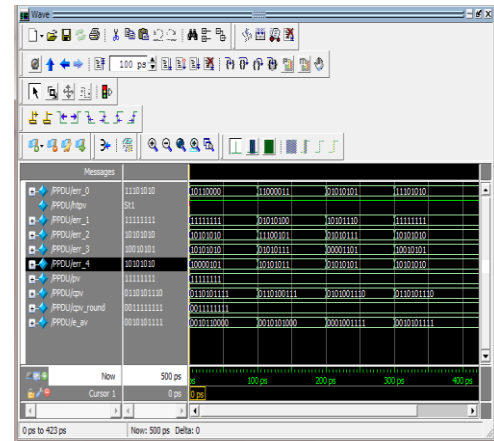 Wave
100 ps
Messages
/PPDU/err_0 11101010 10110000 11000011 01010101 11101010
/PPDU/htpv St1
/PPDU/err_1 11111111 11111111 01010100 10101110 11111111
/PPDU/err_2 10101010 10101010 11100101 01010111 10101010
/PPDU/err_3 10010101 10101010 01010111 00001101 10010101
/PPDU/err_4 10101010 10000101 10101011 01010101 10101010
/PPDU/pv 11111111 11111111
/PPDU/cpv 0110101110 0110101111 0110100111 0101001110 0110101110
/PPDU/cpv_round 0011111111 0011111111
/PPDU/e_av 0010101111 0010110000 0010101000 0001001111 0010101111
Now 500 ps ps 100 ps 200 ps 300 ps 400 ps
Cursor 1 0 ps 0 ps
0 ps to 423 ps Now: 500 ps Delta: 0